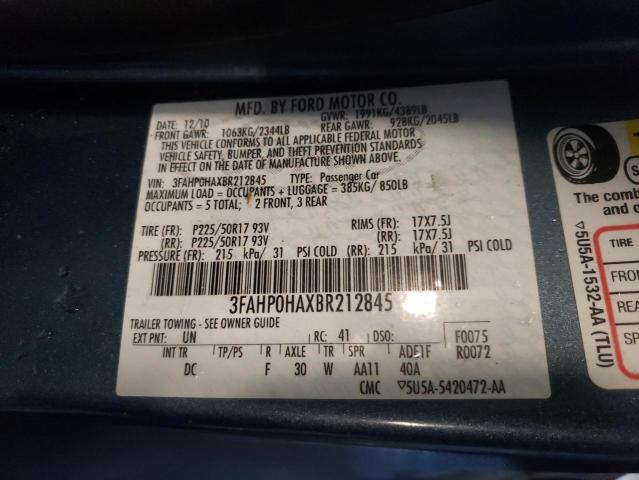 MFD. BY FORD MOTOR CO.
DATE: 12/10 GVWR: 1991KG/4389LB
FRONT GAWR: 1063KG/2344LB REAR GAWR: 928KG/2045LB
THIS VEHICLE CONFORMS TO ALL APPLICABLE FEDERAL MOTOR
VEHICLE SAFETY, BUMPER, AND THEFT PREVENTION STANDARDS
IN EFFECT ON THE DATE OF MANUFACTURE SHOWN ABOVE.
VIN: 3FAHP0HAXBR212845 TYPE: Passenger Car
MAXIMUM LOAD = OCCUPANTS + LUGGAGE = 385KG/ 850LB
OCCUPANTS = 5 TOTAL; 2 FRONT, 3 REAR
TIRE (FR): P225/50R17 93V RIMS (FR): 17X7.5J
(RR): P225/50R17 93V (RR): 17X7.5J
PRESSURE (FR): 215 kPa/ 31 PSI COLD (RR): 215 kPa/ 31 PSI COLD
3FAHP0HAXBR212845
TRAILER TOWING - SEE OWNER GUIDE
EXT PNT: UN RC: 41 DSO: F0075
INT TR TP/PS R AXLE TR SPR R0072
DC F 30 W AA11 40A
CMC ▽5U5A-5420472-AA
▽5U5A-1532-AA (TLU)
The comb
and c
TIRE
FRON
REA
SP